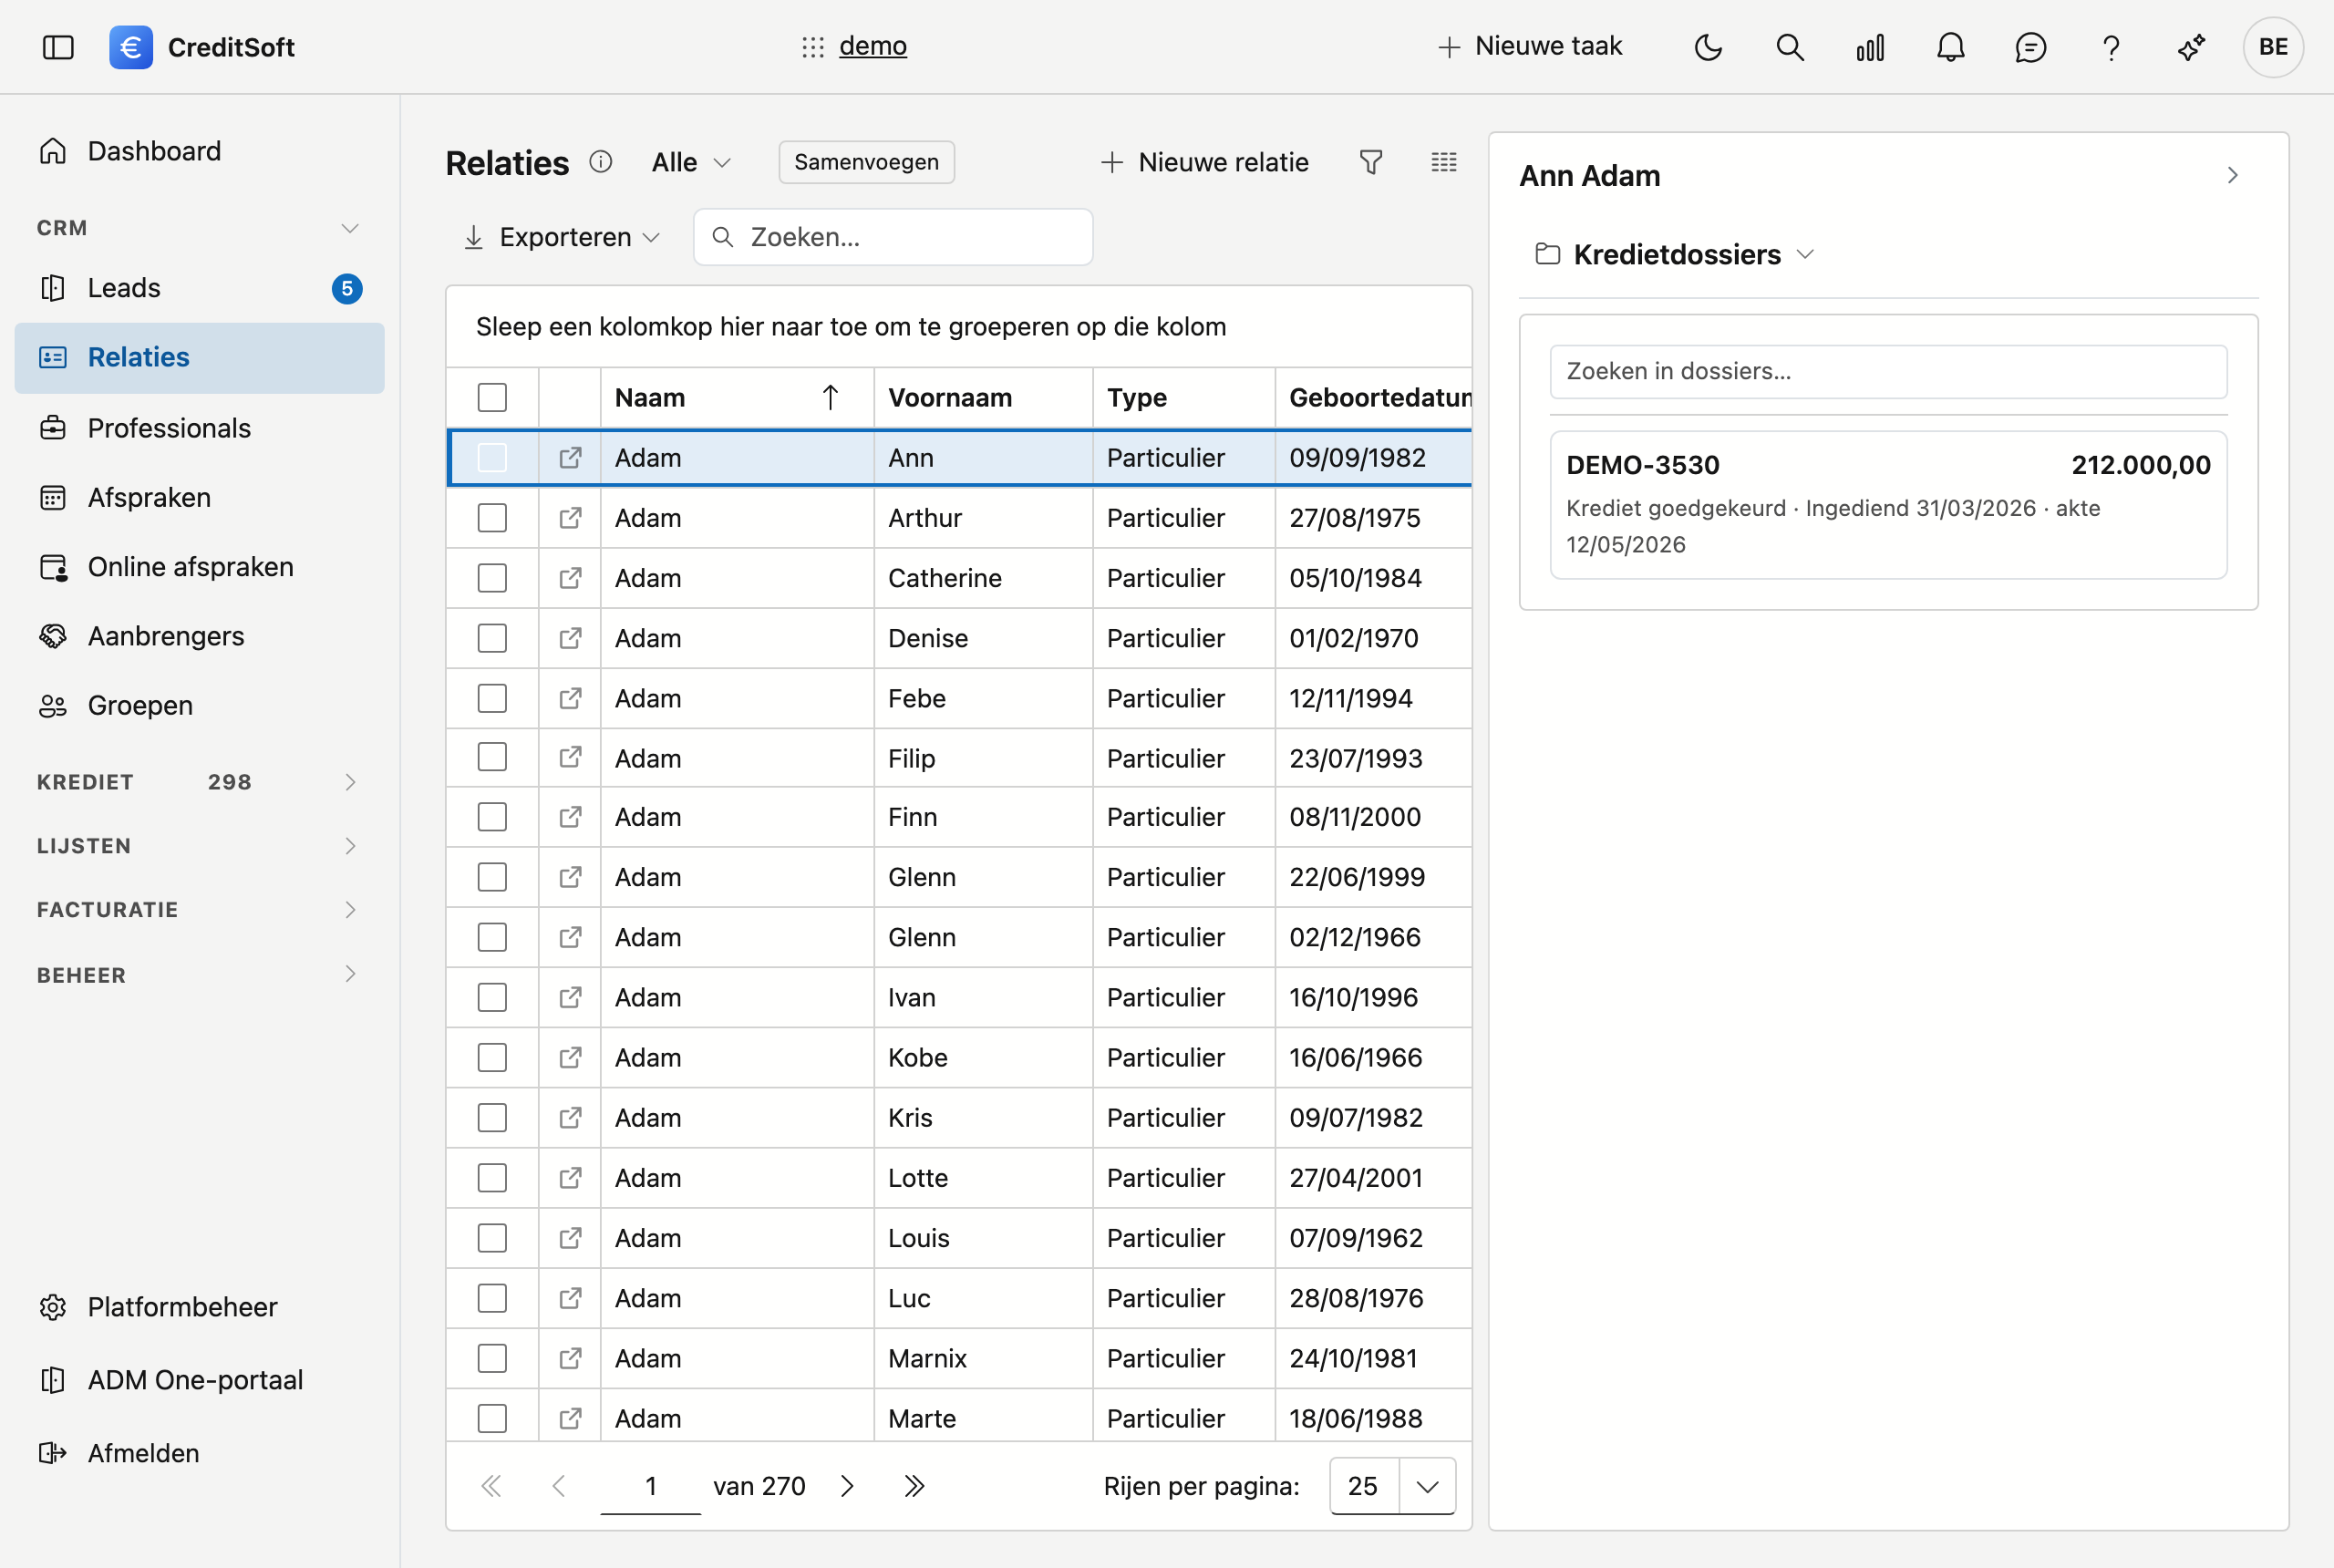 CreditSoft
demo
Nieuwe taak
BE
Dashboard
CRM
Leads
5
Relaties
Professionals
Afspraken
Online afspraken
Aanbrengers
Groepen
KREDIET 298
LIJSTEN
FACTURATIE
BEHEER
Platformbeheer
ADM One-portaal
Afmelden
Relaties
Alle
Samenvoegen
Nieuwe relatie
Exporteren
Zoeken...
Sleep een kolomkop hier naar toe om te groeperen op die kolom
Naam Voornaam Type Geboortedatum
Adam Ann Particulier 09/09/1982
Adam Arthur Particulier 27/08/1975
Adam Catherine Particulier 05/10/1984
Adam Denise Particulier 01/02/1970
Adam Febe Particulier 12/11/1994
Adam Filip Particulier 23/07/1993
Adam Finn Particulier 08/11/2000
Adam Glenn Particulier 22/06/1999
Adam Glenn Particulier 02/12/1966
Adam Ivan Particulier 16/10/1996
Adam Kobe Particulier 16/06/1966
Adam Kris Particulier 09/07/1982
Adam Lotte Particulier 27/04/2001
Adam Louis Particulier 07/09/1962
Adam Luc Particulier 28/08/1976
Adam Marnix Particulier 24/10/1981
Adam Marte Particulier 18/06/1988
1 van 270
Rijen per pagina: 25
Ann Adam
Kredietdossiers
Zoeken in dossiers...
DEMO-3530 212.000,00
Krediet goedgekeurd · Ingediend 31/03/2026 · akte
12/05/2026